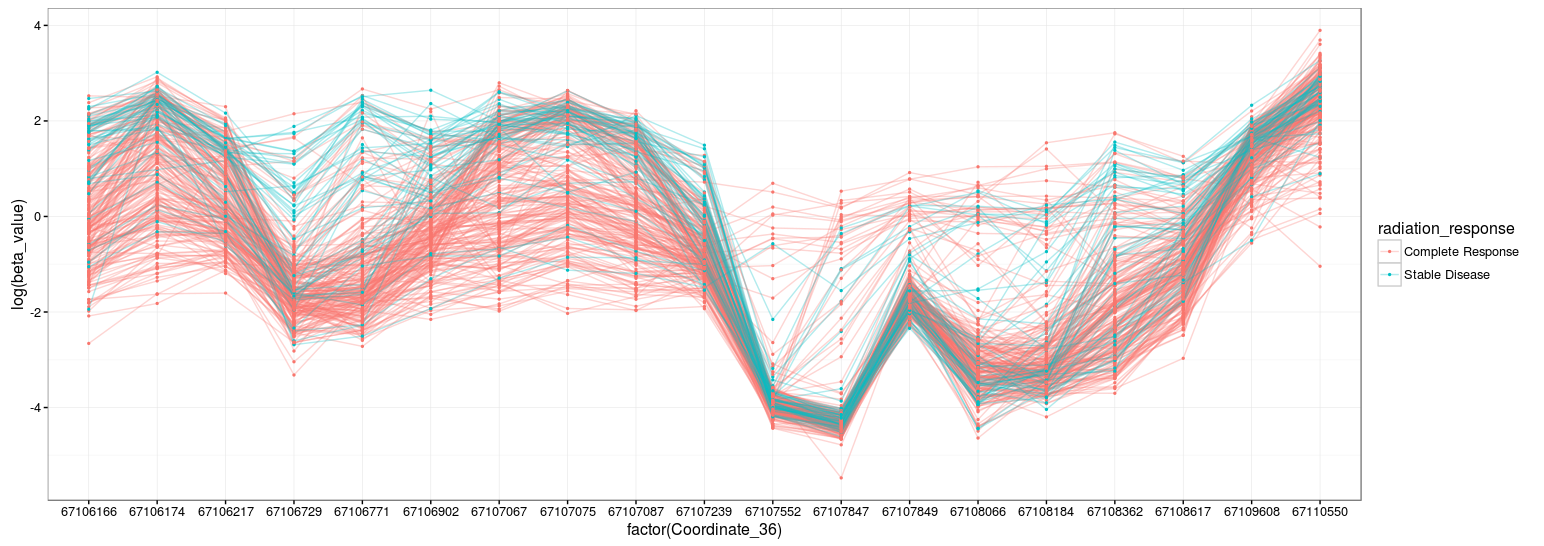 4
2
0
-2
-4
log(beta_value)
67106166 67106174 67106217 67106729 67106771 67106902 67107067 67107075 67107087 67107239 67107552 67107847 67107849 67108066 67108184 67108362 67108617 67109608 67110550
factor(Coordinate_36)
radiation_response
Complete Response
Stable Disease